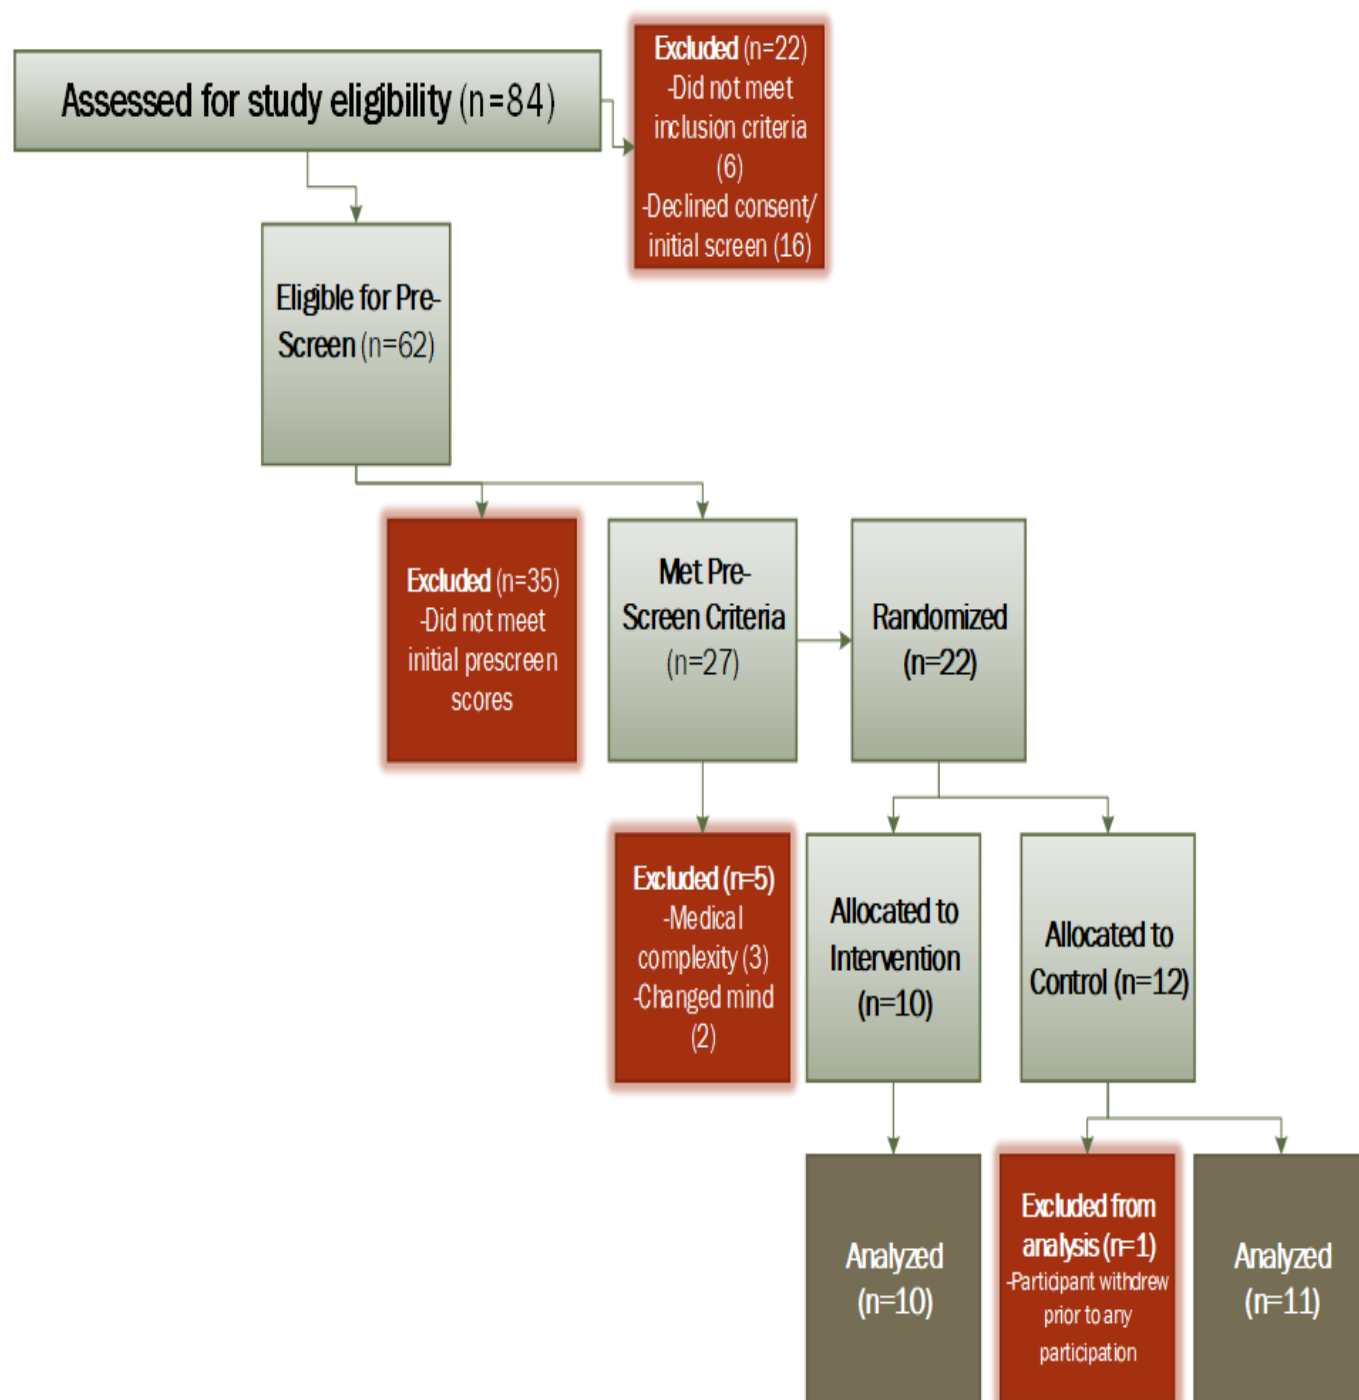 Assessed for study eligibility (n=84)
Excluded (n=22)
-Did not meet
inclusion criteria
(6)
-Declined consent/
initial screen (16)
Eligible for Pre-
Screen (n=62)
Excluded (n=35)
-Did not meet
initial prescreen
scores
Met Pre-
Screen Criteria
(n=27)
Randomized
(n=22)
Excluded (n=5)
-Medical
complexity (3)
-Changed mind
(2)
Allocated to
Intervention
(n=10)
Allocated to
Control (n=12)
Analyzed
(n=10)
Excluded from
analysis (n=1)
-Participant withdrew
prior to any
participation
Analyzed
(n=11)